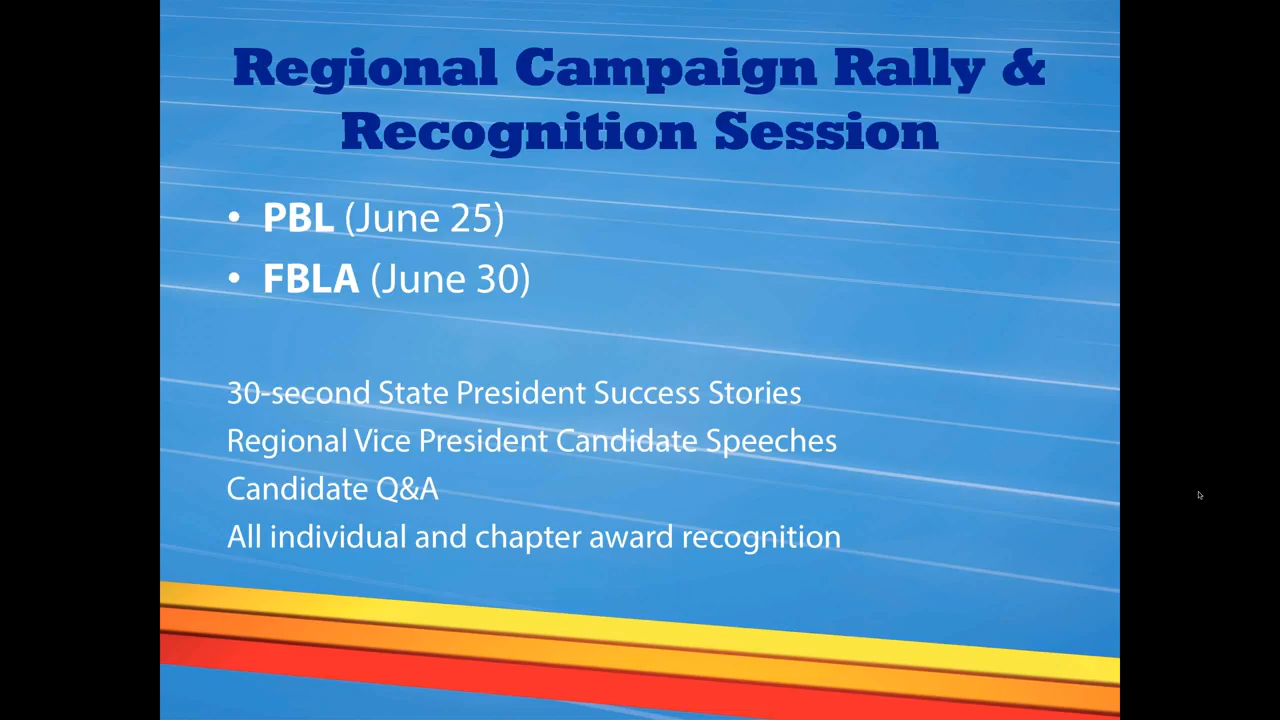 Regional Campaign Rally &
Recognition Session
• PBL (June 25)
• FBLA (June 30)
30-second State President Success Stories
Regional Vice President Candidate Speeches
Candidate Q&A
All individual and chapter award recognition